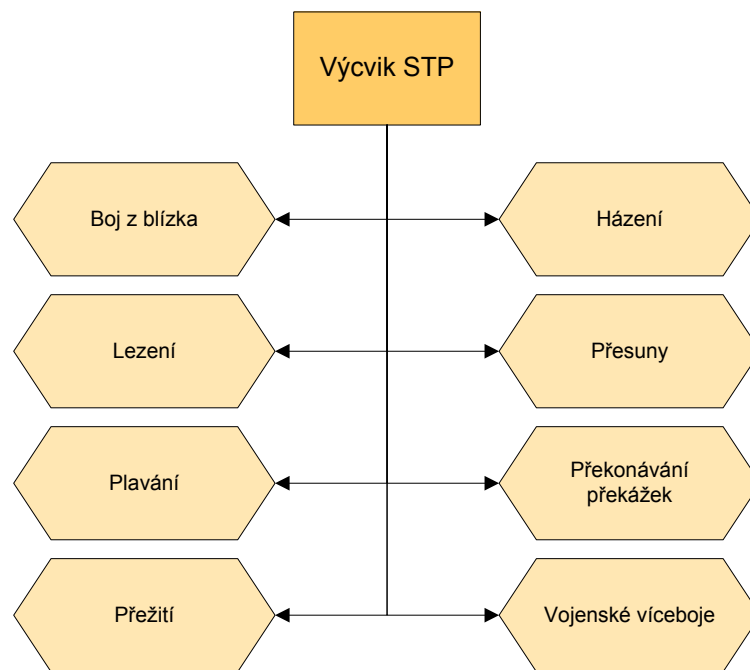 Výcvik STP
Boj z blízka
Házení
Lezení
Přesuny
Plavání
Překonávání
překážek
Přežití
Vojenské víceboje